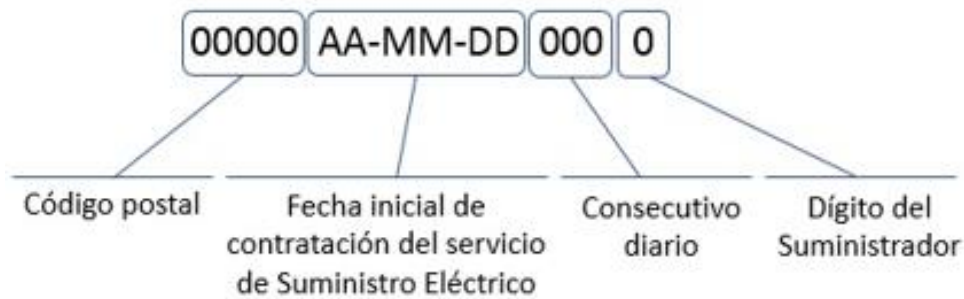 00000 AA-MM-DD 000 0
Código postal
Fecha inicial de
contratación del servicio
de Suministro Eléctrico
Consecutivo
diario
Dígito del
Suministrador